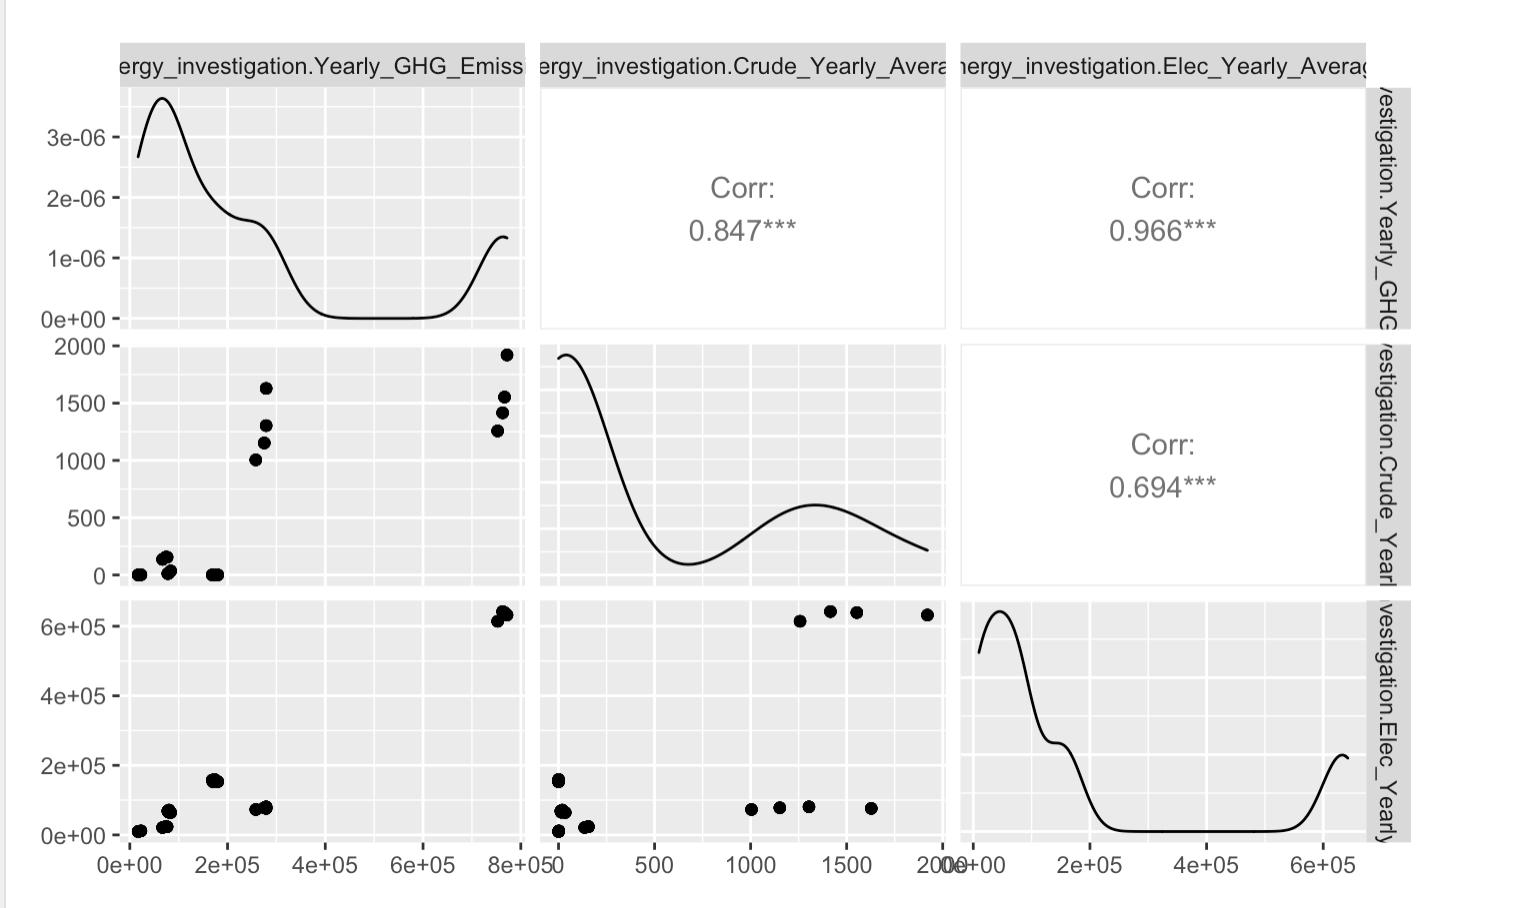 ergy_investigation.Yearly_GHG_Emissi
ergy_investigation.Crude_Yearly_Avera
nergy_investigation.Elec_Yearly_Averag
3e-06
2e-06
1e-06
0e+00
Corr:
0.847***
Corr:
0.966***
vestigation.Yearly_GHG
2000
1500
1000
500
0
Corr:
0.694***
vestigation.Crude_Yearl
6e+05
4e+05
2e+05
0e+00
vestigation.Elec_Yearly
0e+00 2e+05 4e+05 6e+05 8e+05
0 500 1000 1500 2000
0e+00 2e+05 4e+05 6e+05